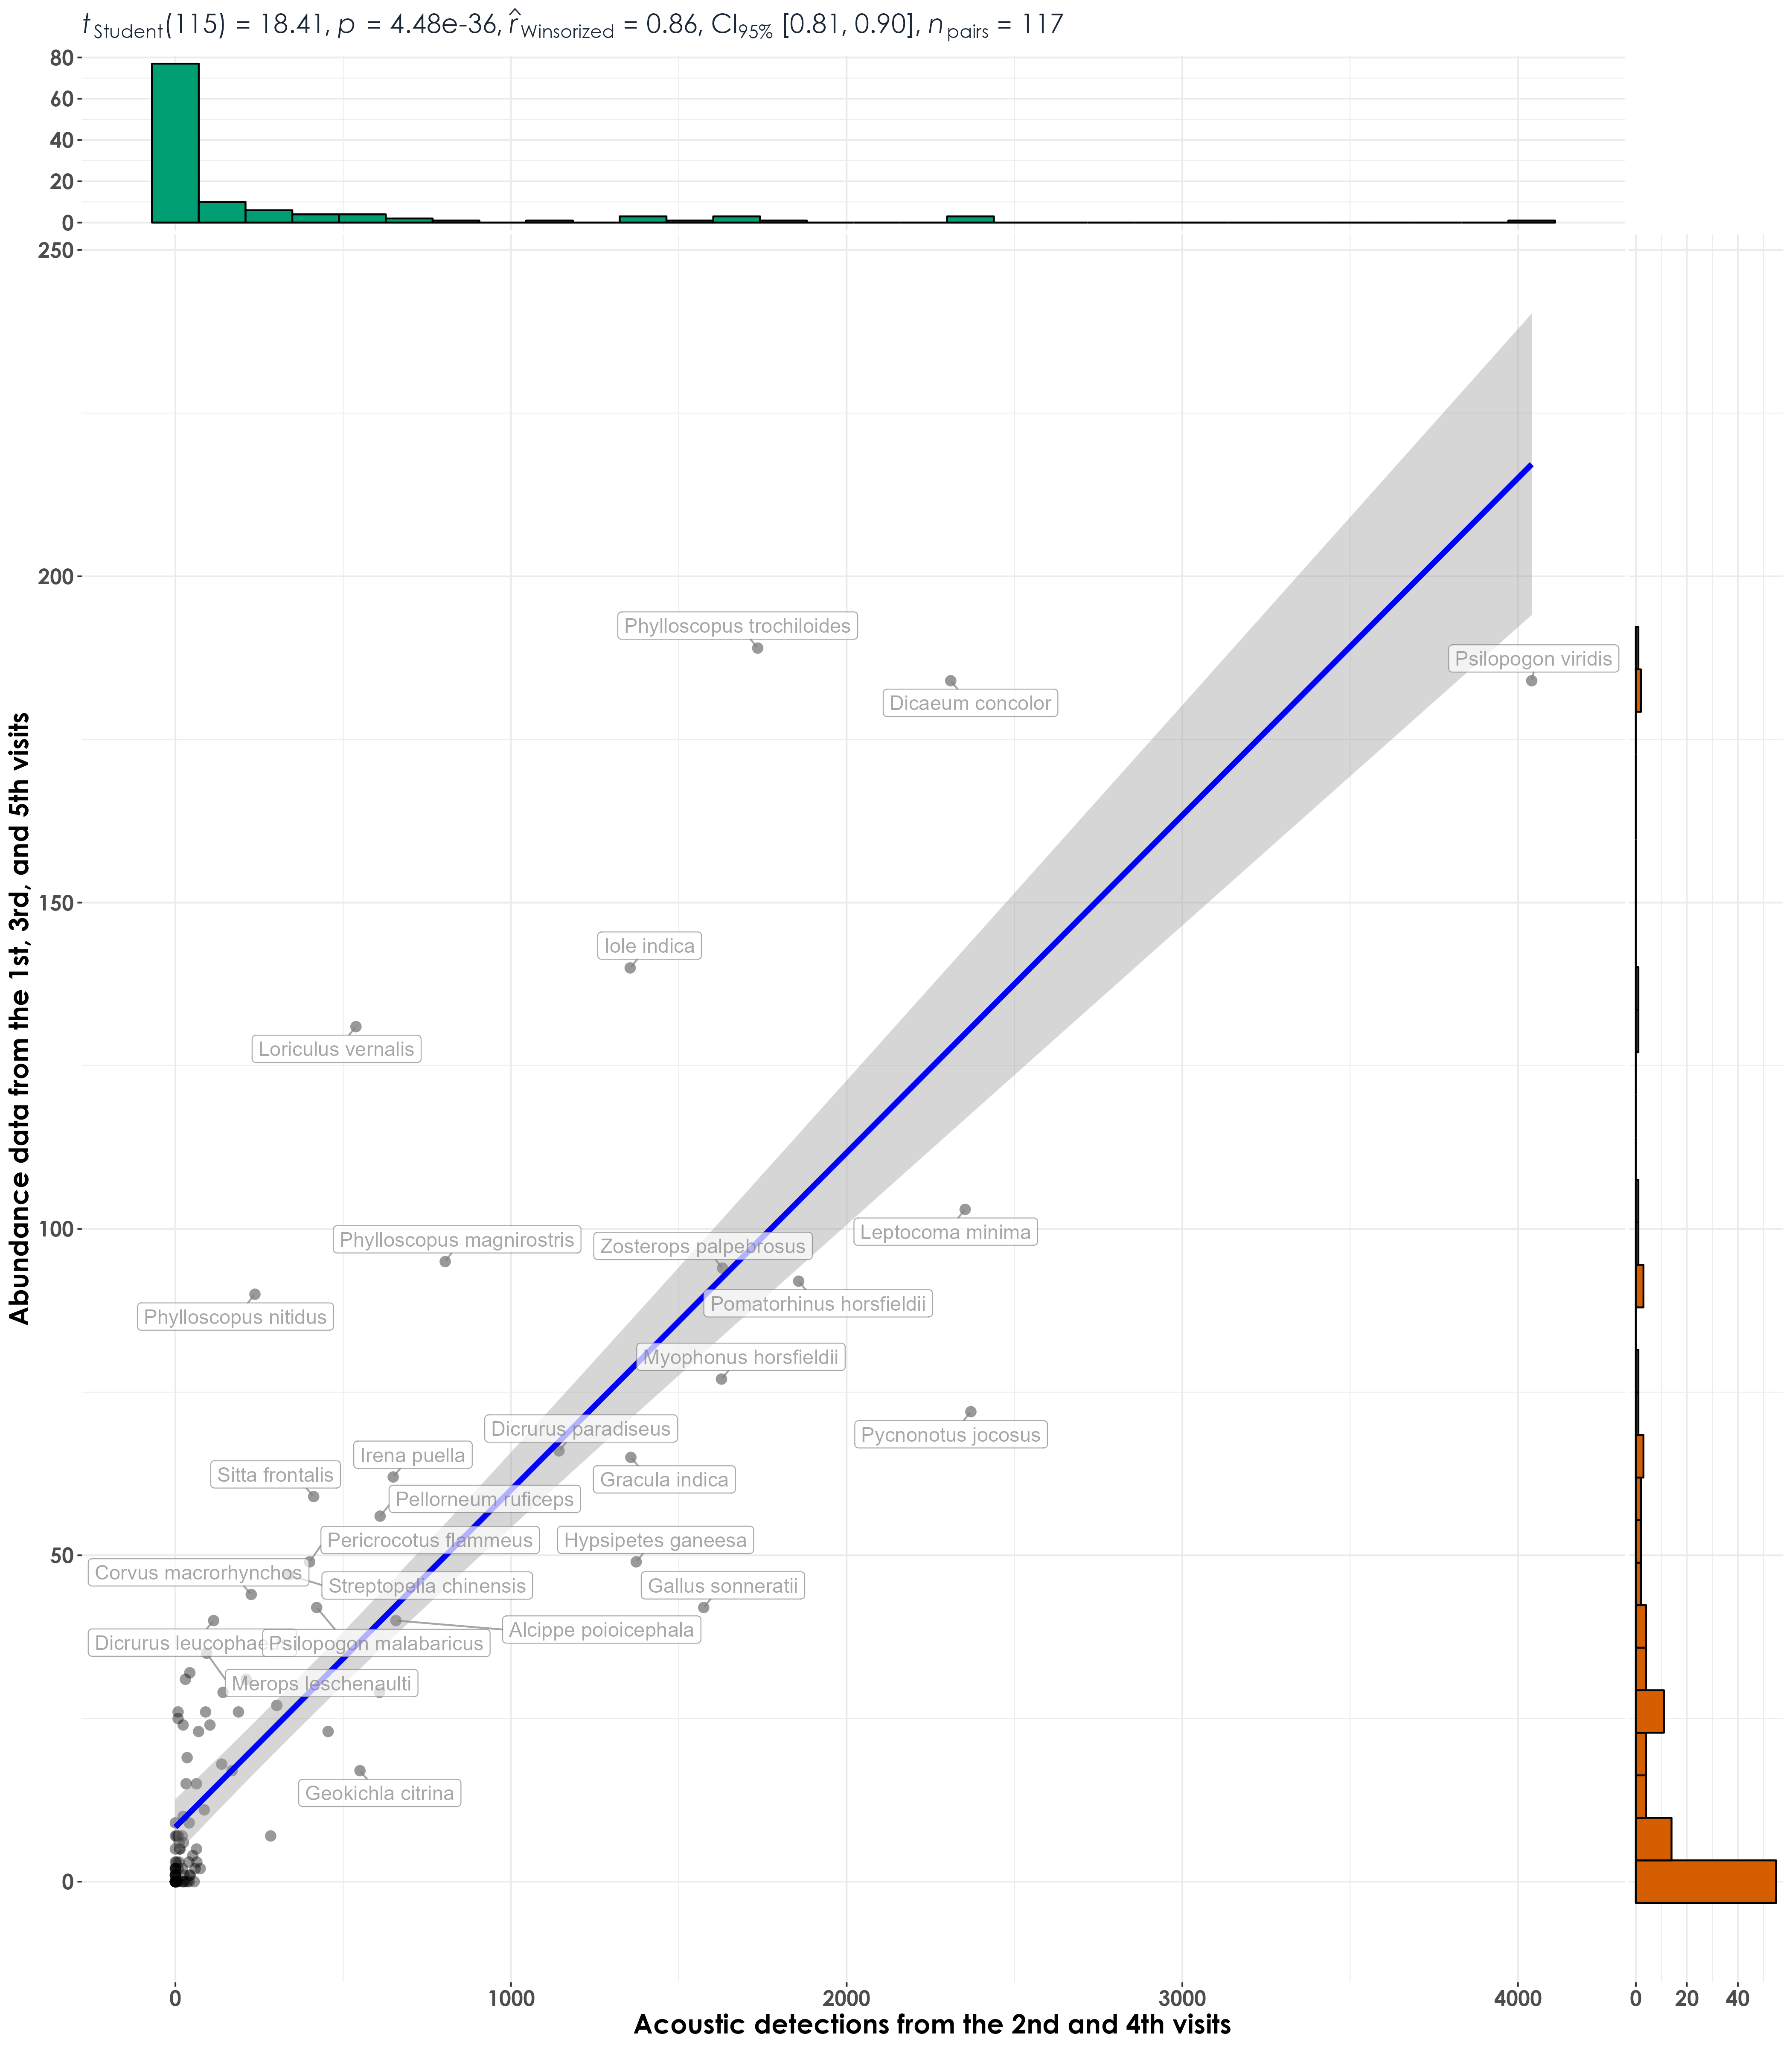 t Student(115) = 18.41, p = 4.48e-36, r̂ Winsorized = 0.86, CI95% [0.81, 0.90], n pairs = 117
80
60
40
20
0
250
200
150
100
50
0
Abundance data from the 1st, 3rd, and 5th visits
Phylloscopus trochiloides
Psilopogon viridis
Dicaeum concolor
Iole indica
Loriculus vernalis
Leptocoma minima
Phylloscopus magnirostris
Zosterops palpebrosus
Pomatorhinus horsfieldii
Phylloscopus nitidus
Myophonus horsfieldii
Dicrurus paradiseus
Pycnonotus jocosus
Irena puella
Sitta frontalis
Gracula indica
Pellorneum ruficeps
Pericrocotus flammeus
Hypsipetes ganeesa
Corvus macrorhynchos
Streptopelia chinensis
Gallus sonneratii
Alcippe poioicephala
Psilopogon malabaricus
Dicrurus
Merops leschenaulti
Geokichla citrina
0 1000 2000 3000 4000
0 20 40
Acoustic detections from the 2nd and 4th visits